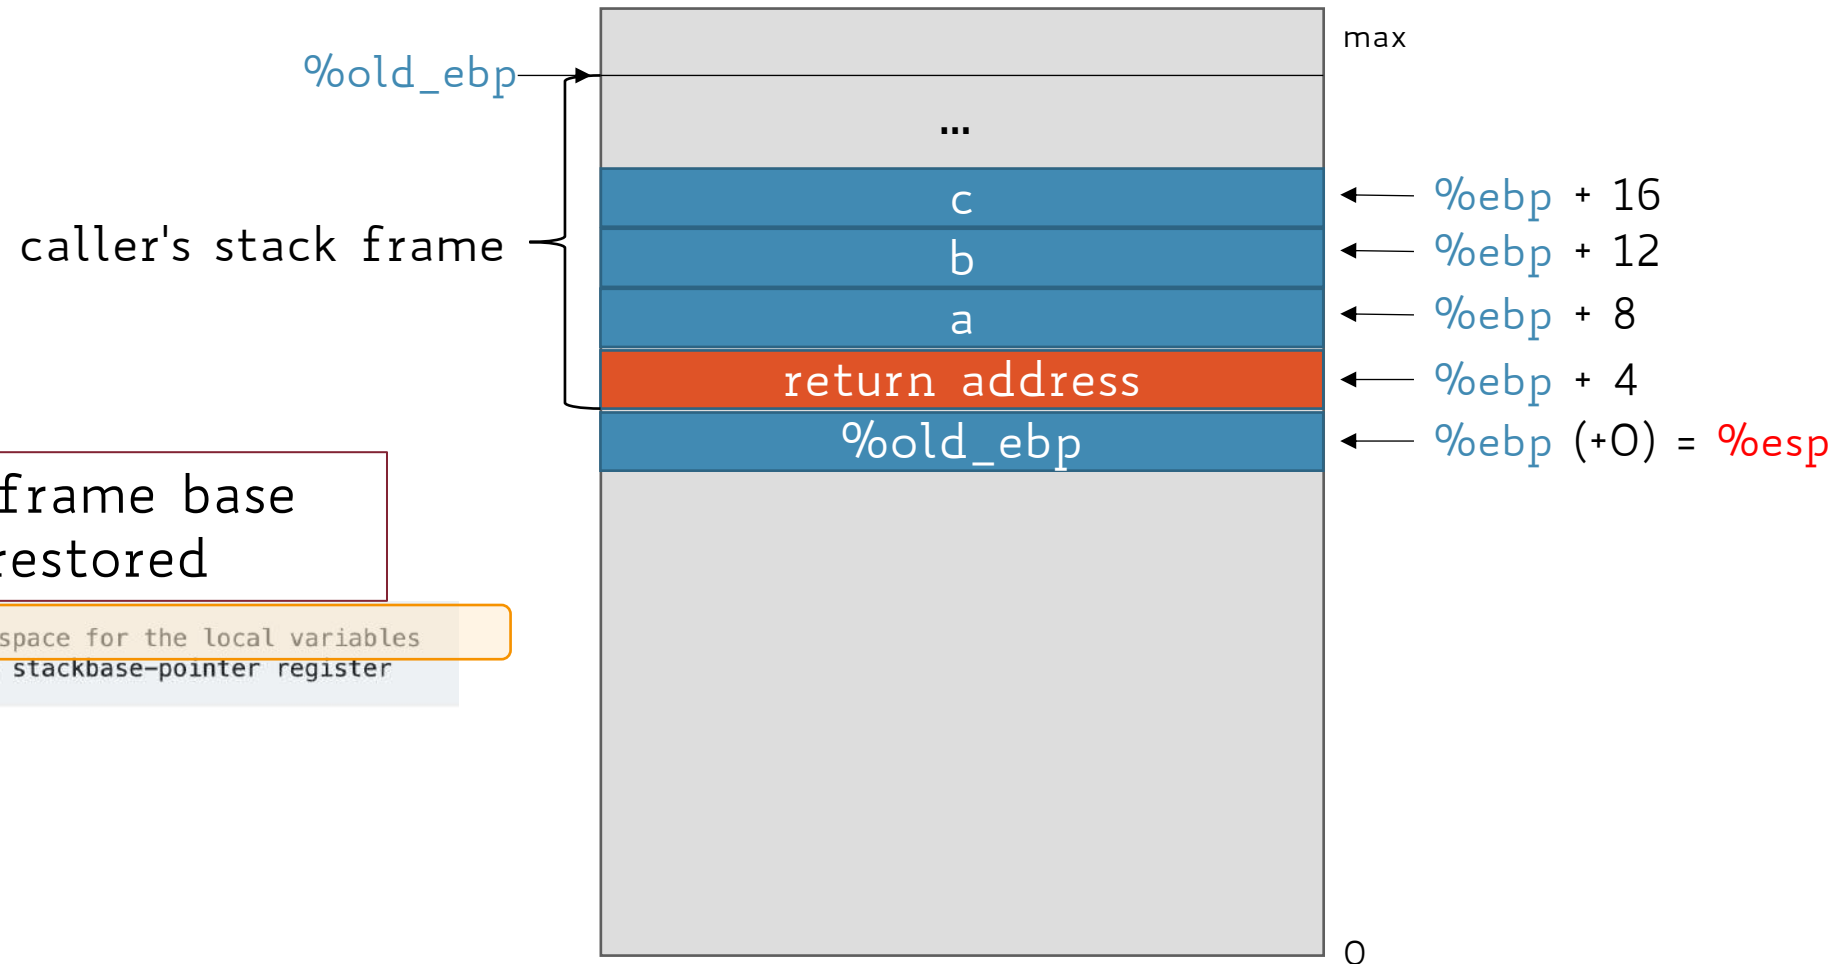 max
%old_ebp
...
c
%ebp + 16
caller's stack frame
b
%ebp + 12
a
%ebp + 8
return address
%ebp + 4
%old_ebp
%ebp (+0) = %esp
frame base
restored
space for the local variables
stackbase-pointer register
0